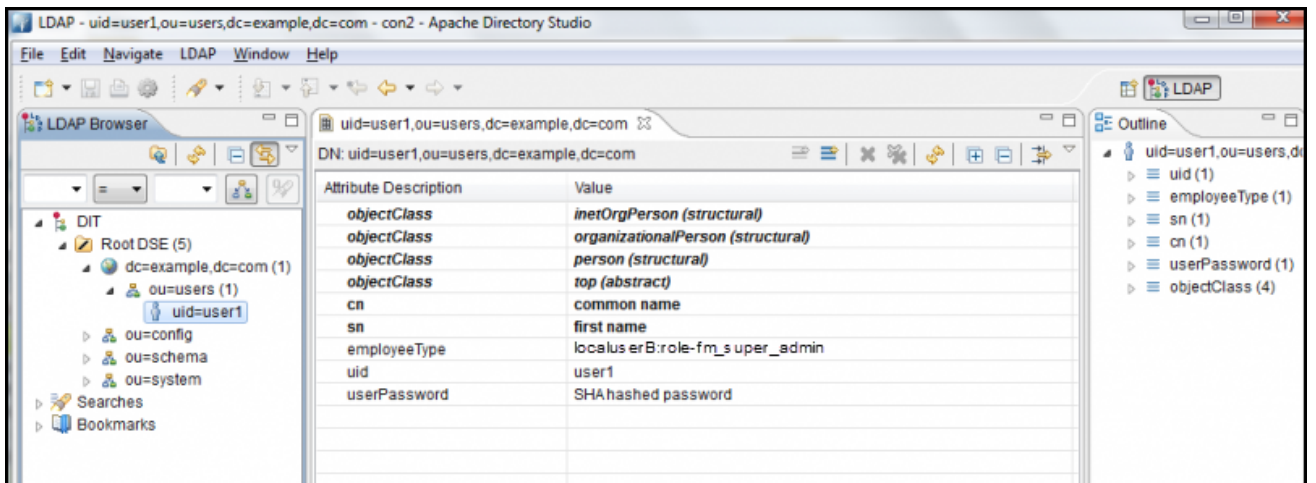 LDAP - uid=user1,ou=users,dc=example,dc=com - con2 - Apache Directory Studio
File Edit Navigate LDAP Window Help
LDAP
LDAP Browser
uid=user1,ou=users,dc=example,dc=com
Outline
DN: uid=user1,ou=users,dc=example,dc=com
=
Attribute Description Value
objectClass inetOrgPerson (structural)
objectClass organizationalPerson (structural)
objectClass person (structural)
objectClass top (abstract)
cn common name
sn first name
employeeType localuserB:role-fm_super_admin
uid user1
userPassword SHA hashed password
DIT
Root DSE (5)
dc=example,dc=com (1)
ou=users (1)
uid=user1
ou=config
ou=schema
ou=system
Searches
Bookmarks
uid=user1,ou=users,dc
uid (1)
employeeType (1)
sn (1)
cn (1)
userPassword (1)
objectClass (4)